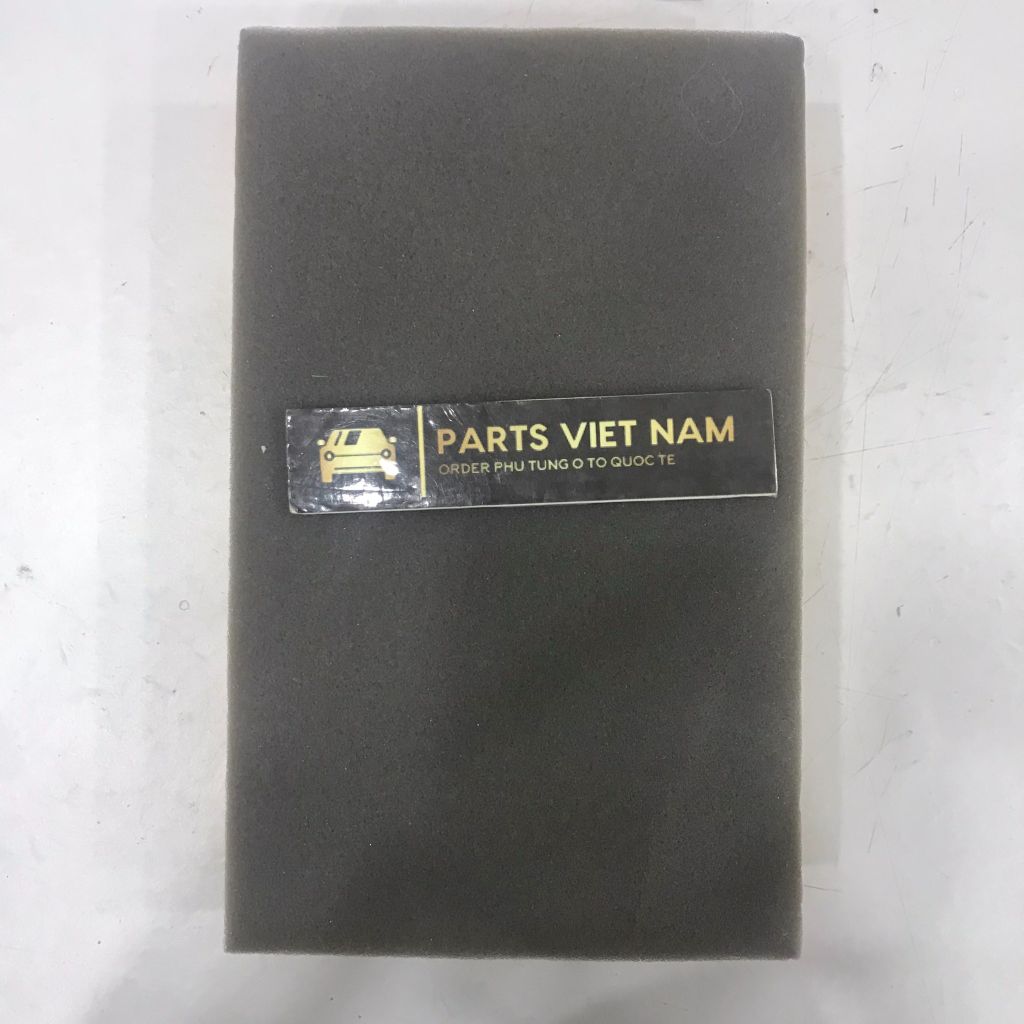 PARTS VIET NAM
ORDER PHU TUNG O TO QUOC TE